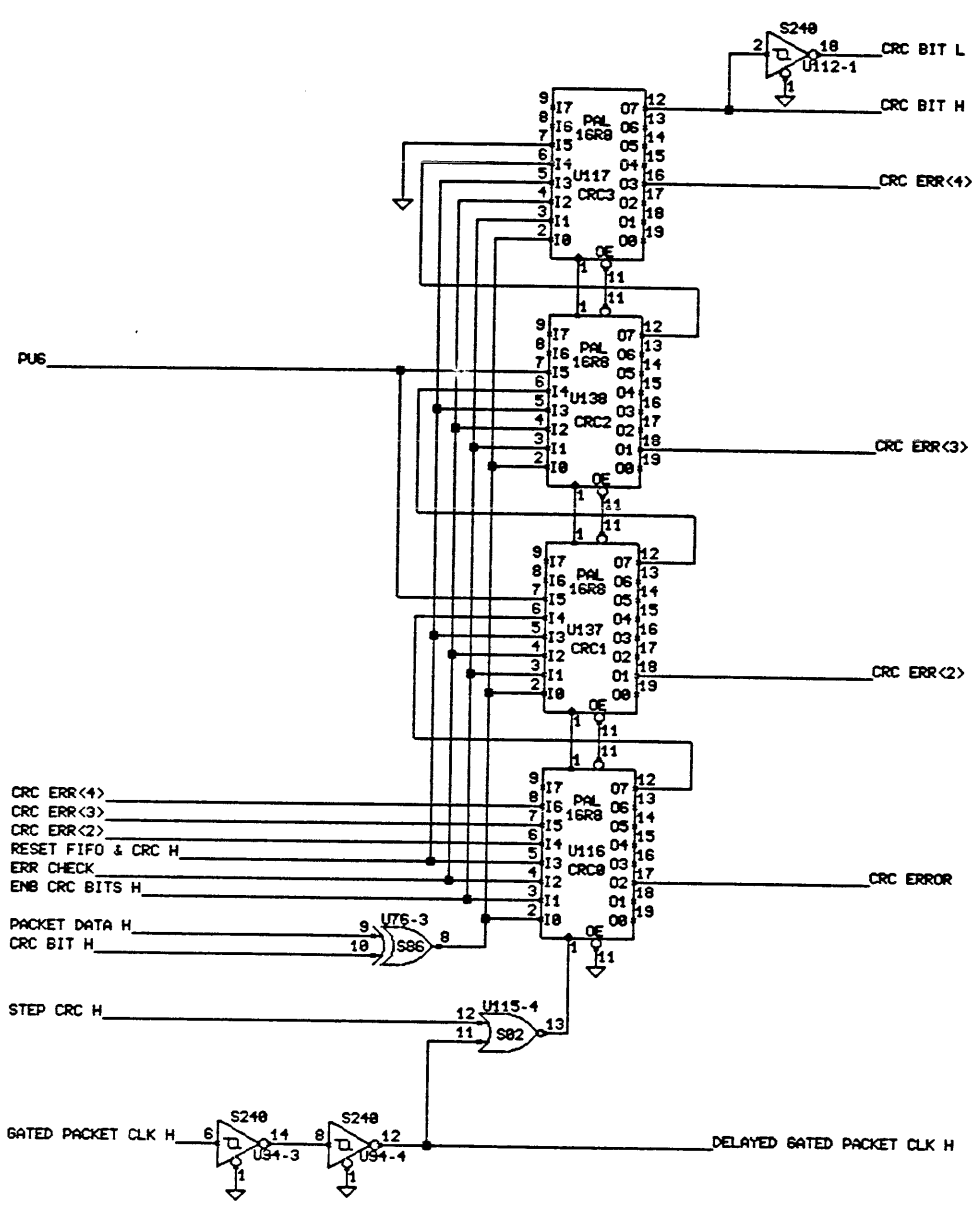 S240
2 18 CRC BIT L
U112-1
1
9 I7 O7 12 CRC BIT H
8 I6 PAL O6 13
7 I5 16R8 O5 14
6 I4 O4 15
5 I3 U117 O3 16 CRC ERR<4>
4 I2 CRC3 O2 17
3 I1 O1 18
2 I0 O0 19
OE
1 11
1 11
9 I7 PAL O7 12
8 I6 16R8 O6 13
PU6 7 I5 O5 14
6 I4 U138 O4 15
5 I3 O3 16
4 I2 CRC2 O2 17
3 I1 O1 18 CRC ERR<3>
2 I0 O0 19
OE
1 11
1 11
9 I7 PAL O7 12
8 I6 16R8 O6 13
7 I5 O5 14
6 I4 O4 15
5 I3 U137 O3 16
4 I2 CRC1 O2 17
3 I1 O1 18 CRC ERR<2>
2 I0 O0 19
OE
1 11
1 11
9 I7 PAL O7 12
CRC ERR<4> 8 I6 16R8 O6 13
CRC ERR<3> 7 I5 O5 14
CRC ERR<2> 6 I4 O4 15
RESET FIFO & CRC H 5 I3 U116 O3 16
ERR CHECK 4 I2 CRC0 O2 17 CRC ERROR
ENB CRC BITS H 3 I1 O1 18
2 I0 O0 19
OE
1 11
U76-3
PACKET DATA H 9
CRC BIT H 10 S86 8
U115-4
STEP CRC H 12
11 S02 13
S240 S240
GATED PACKET CLK H 6 14 8 12 DELAYED GATED PACKET CLK H
U94-3 U94-4
1 1